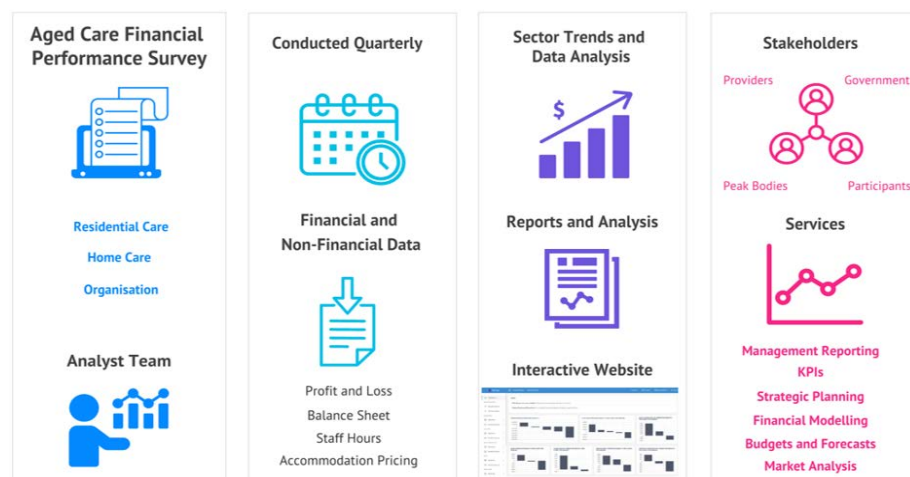 Aged Care Financial
Performance Survey
Residential Care
Home Care
Organisation
Analyst Team
Conducted Quarterly
Financial and
Non-Financial Data
Profit and Loss
Balance Sheet
Staff Hours
Accommodation Pricing
Sector Trends and
Data Analysis
$
Reports and Analysis
Interactive Website
Stakeholders
Providers
Government
Peak Bodies
Participants
Services
Management Reporting
KPIs
Strategic Planning
Financial Modelling
Budgets and Forecasts
Market Analysis